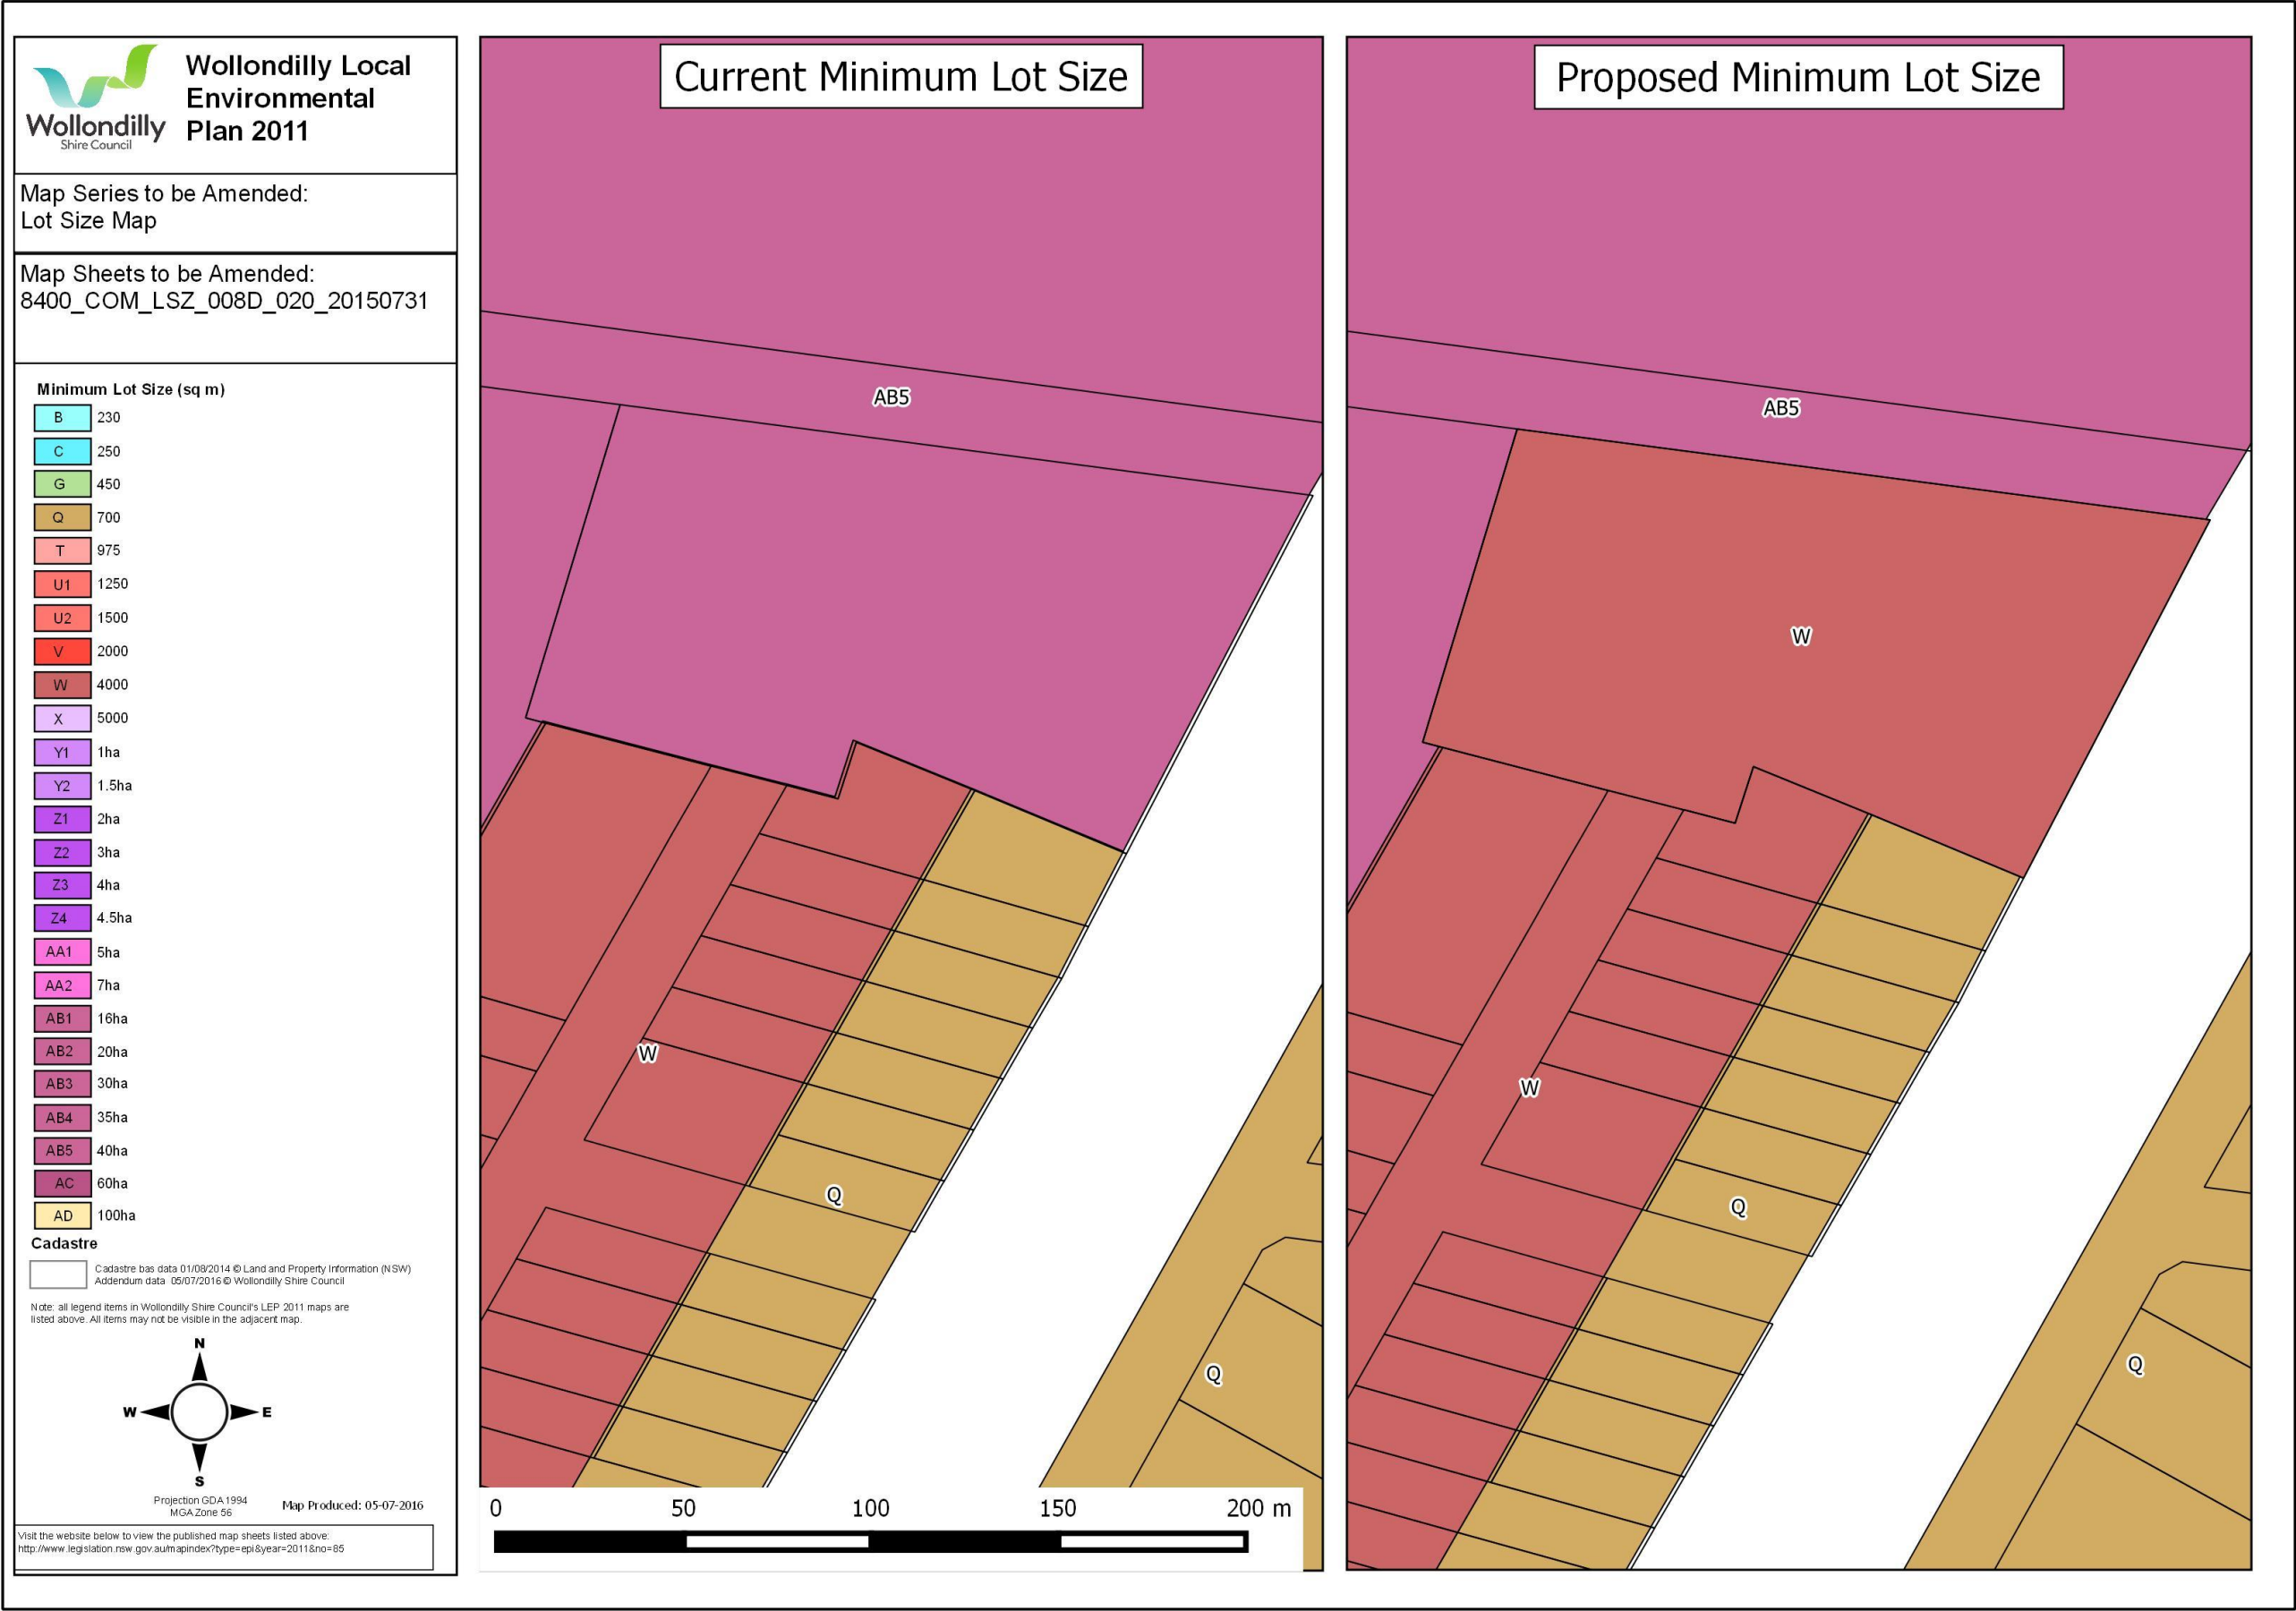 Wollondilly
Shire Council
Wollondilly Local
Environmental
Plan 2011
Map Series to be Amended:
Lot Size Map
Map Sheets to be Amended:
8400_COM_LSZ_008D_020_20150731
Minimum Lot Size (sq m)
B 230
C 250
G 450
Q 700
T 975
U1 1250
U2 1500
V 2000
W 4000
X 5000
Y1 1ha
Y2 1.5ha
Z1 2ha
Z2 3ha
Z3 4ha
Z4 4.5ha
AA1 5ha
AA2 7ha
AB1 16ha
AB2 20ha
AB3 30ha
AB4 35ha
AB5 40ha
AC 60ha
AD 100ha
Cadastre
Cadastre bas data 01/08/2014 © Land and Property Information (NSW)
Addendum data 05/07/2016 © Wollondilly Shire Council
Note: all legend items in Wollondilly Shire Council's LEP 2011 maps are
listed above. All items may not be visible in the adjacent map.
N
W E
S
Projection GDA 1994
MGA Zone 56
Map Produced: 05-07-2016
Visit the website below to view the published map sheets listed above:
http://www.legislation.nsw.gov.au/mapindex?type=epi&year=2011&no=85
Current Minimum Lot Size
AB5
W
Q
Q
0 50 100 150 200 m
Proposed Minimum Lot Size
AB5
W
W
Q
Q